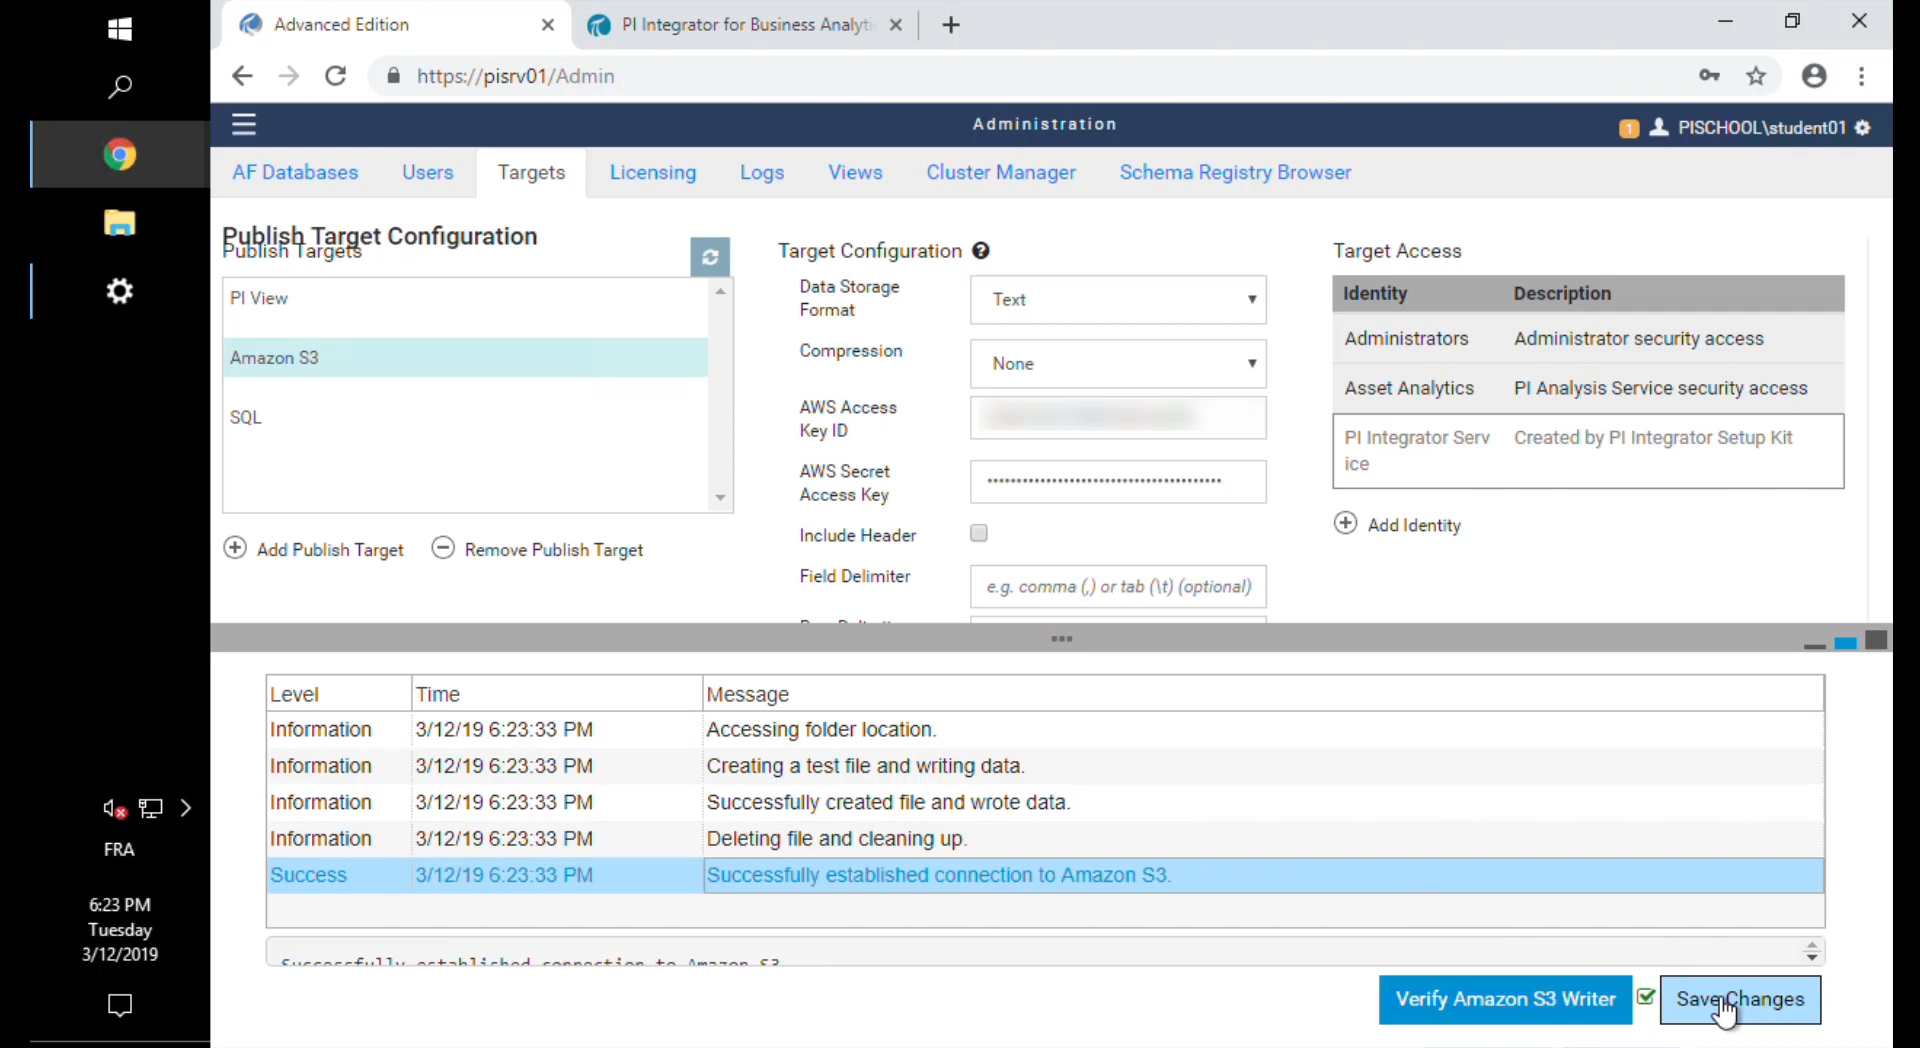 Advanced Edition
PI Integrator for Business Analyti
https://pisrv01/Admin
Administration
1
PISCHOOL\student01
AF Databases
Users
Targets
Licensing
Logs
Views
Cluster Manager
Schema Registry Browser
Publish Target Configuration
Publish Targets
PI View
Amazon S3
SQL
Add Publish Target
Remove Publish Target
Target Configuration
Data Storage
Format
Text
Compression
None
AWS Access
Key ID
AWS Secret
Access Key
Include Header
Field Delimiter
e.g. comma (,) or tab (\t) (optional)
Target Access
Identity Description
Administrators Administrator security access
Asset Analytics PI Analysis Service security access
PI Integrator Serv Created by PI Integrator Setup Kit
ice
Add Identity
Level Time Message
Information 3/12/19 6:23:33 PM Accessing folder location.
Information 3/12/19 6:23:33 PM Creating a test file and writing data.
Information 3/12/19 6:23:33 PM Successfully created file and wrote data.
Information 3/12/19 6:23:33 PM Deleting file and cleaning up.
Success 3/12/19 6:23:33 PM Successfully established connection to Amazon S3.
Successfully established connection to Amazon S3
Verify Amazon S3 Writer
Save Changes
FRA
6:23 PM
Tuesday
3/12/2019